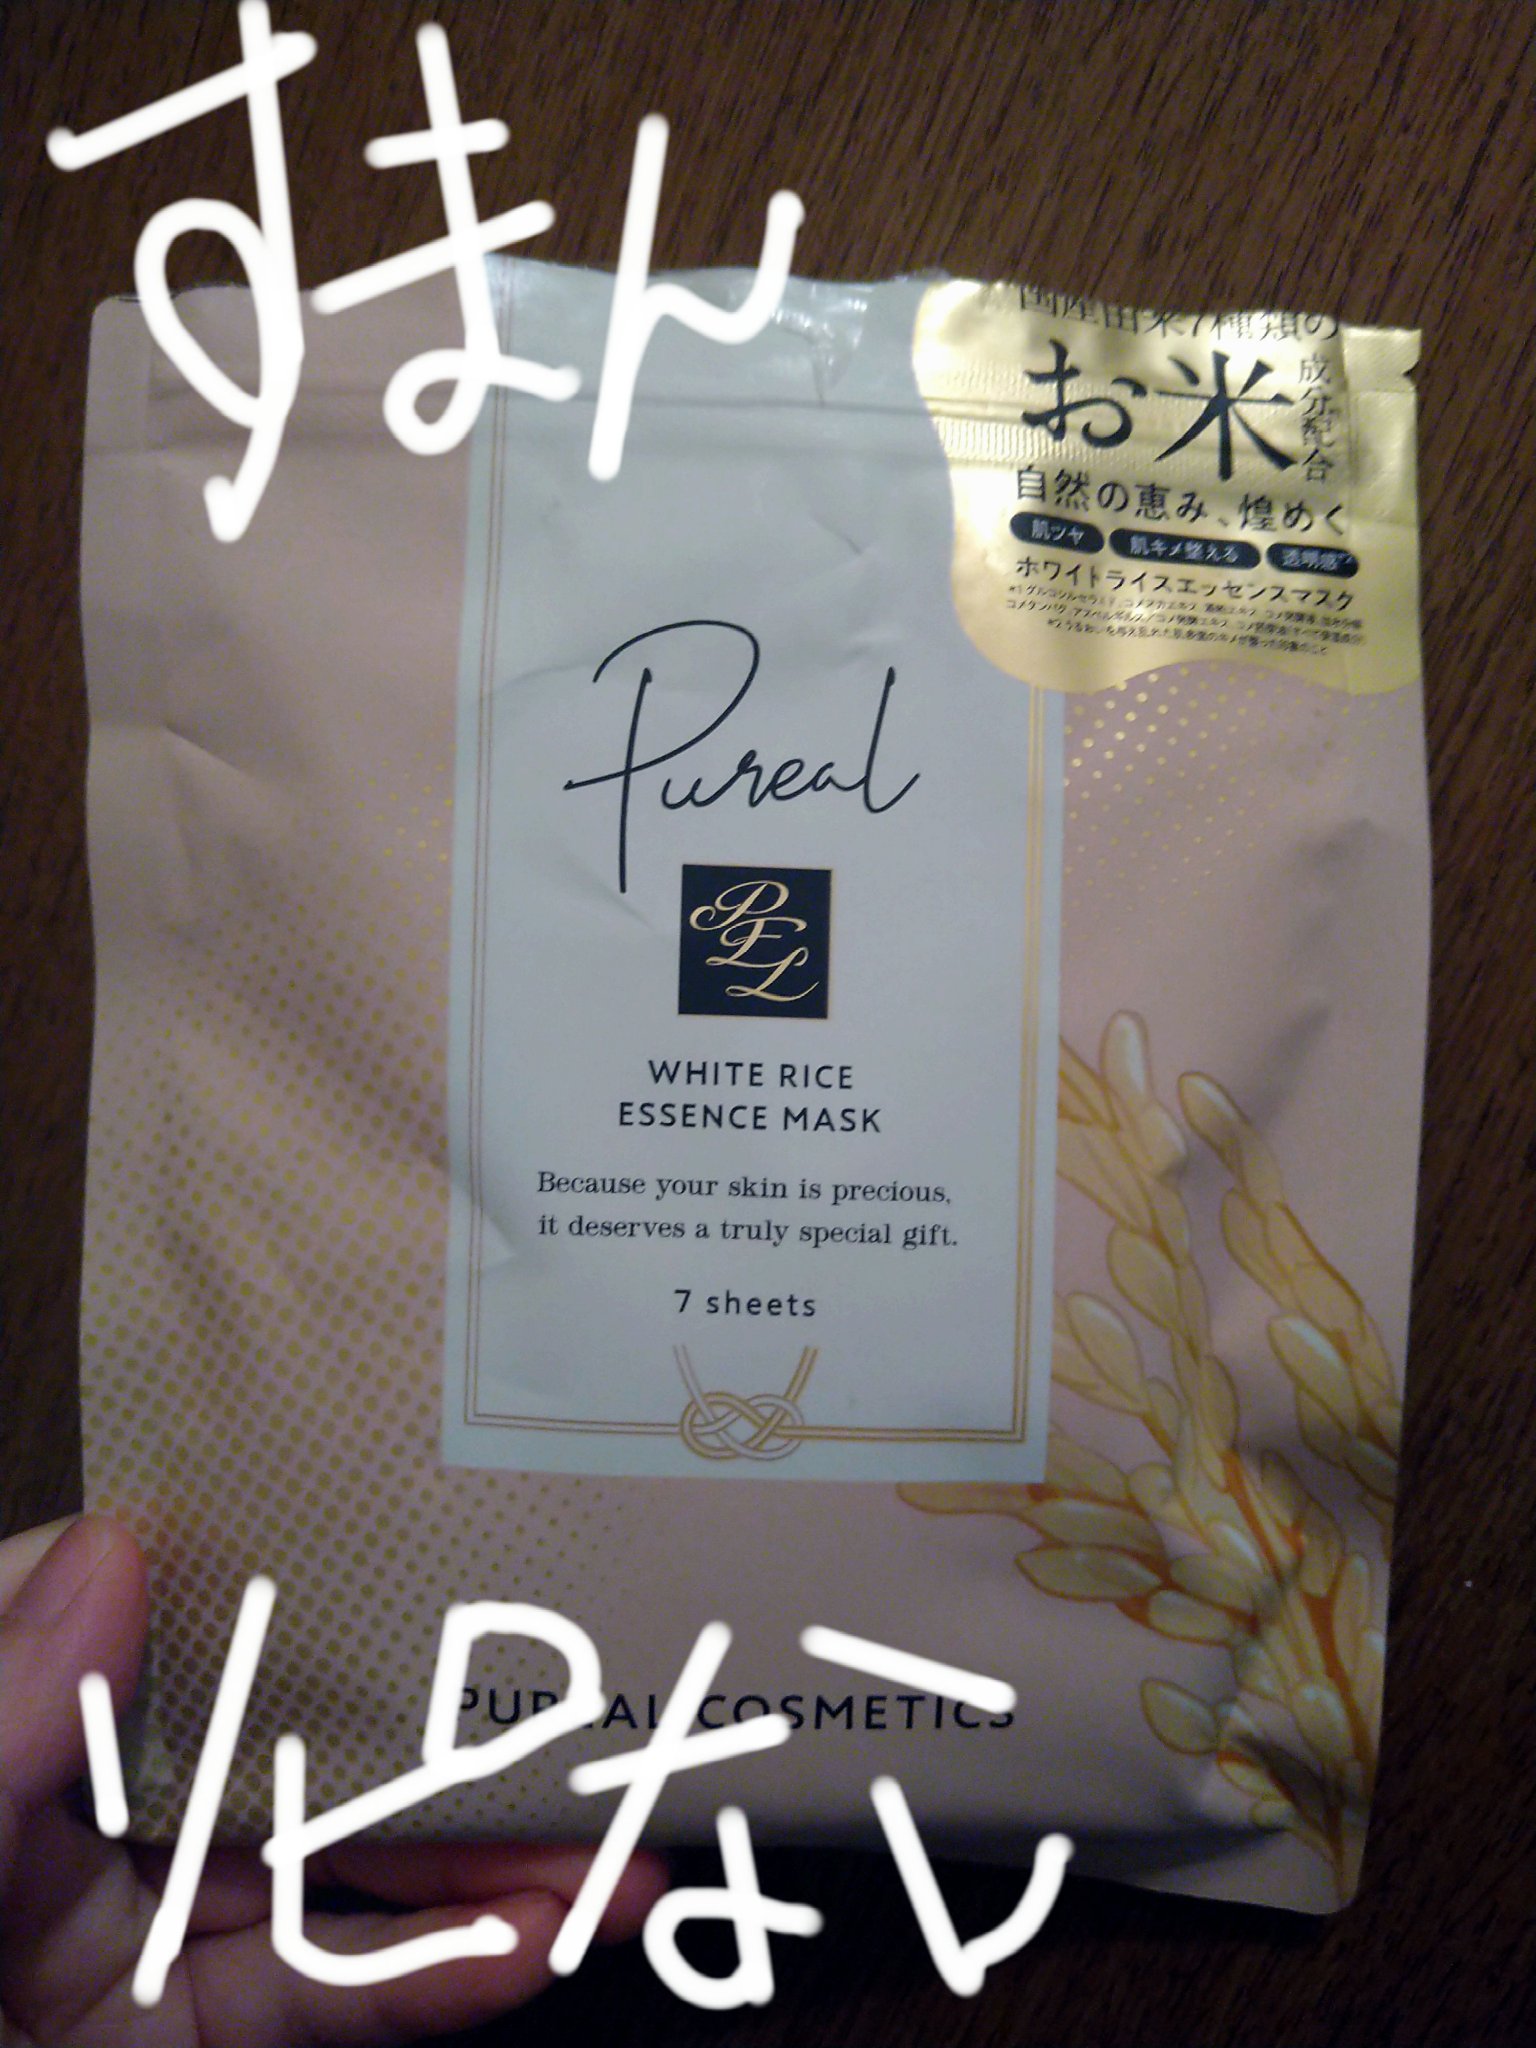 すまん
国産由来7種類の
お米
成分配合
自然の恵み、煌めく
肌ツヤ 肌キメ整える 透明感*2
ホワイトライスエッセンスマスク
Pureal
PEL
WHITE RICE
ESSENCE MASK
Because your skin is precious,
it deserves a truly special gift.
7 sheets
PUREAL COSMETICS
リピなし